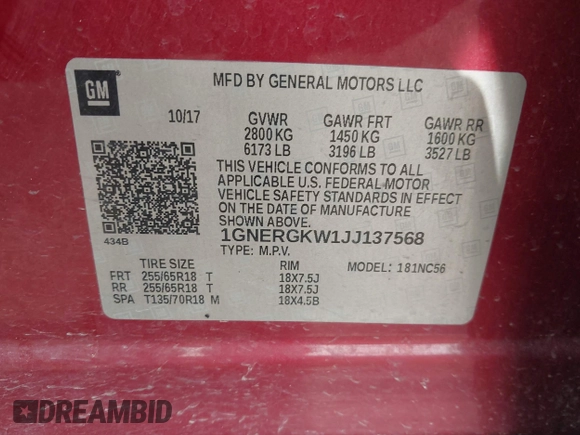 GM
MFD BY GENERAL MOTORS LLC
10/17 GVWR GAWR FRT GAWR RR
2800 KG 1450 KG 1600 KG
6173 LB 3196 LB 3527 LB
THIS VEHICLE CONFORMS TO ALL
APPLICABLE U.S. FEDERAL MOTOR
VEHICLE SAFETY STANDARDS IN EFFECT
ON THE DATE OF MANUFACTURE
SHOWN ABOVE.
434B
1GNERGKW1JJ137568
TYPE: M.P.V. MODEL: 181NC56
TIRE SIZE RIM
FRT 255/65R18 T 18X7.5J
RR 255/65R18 T 18X7.5J
SPA T135/70R18 M 18X4.5B
DREAMBID